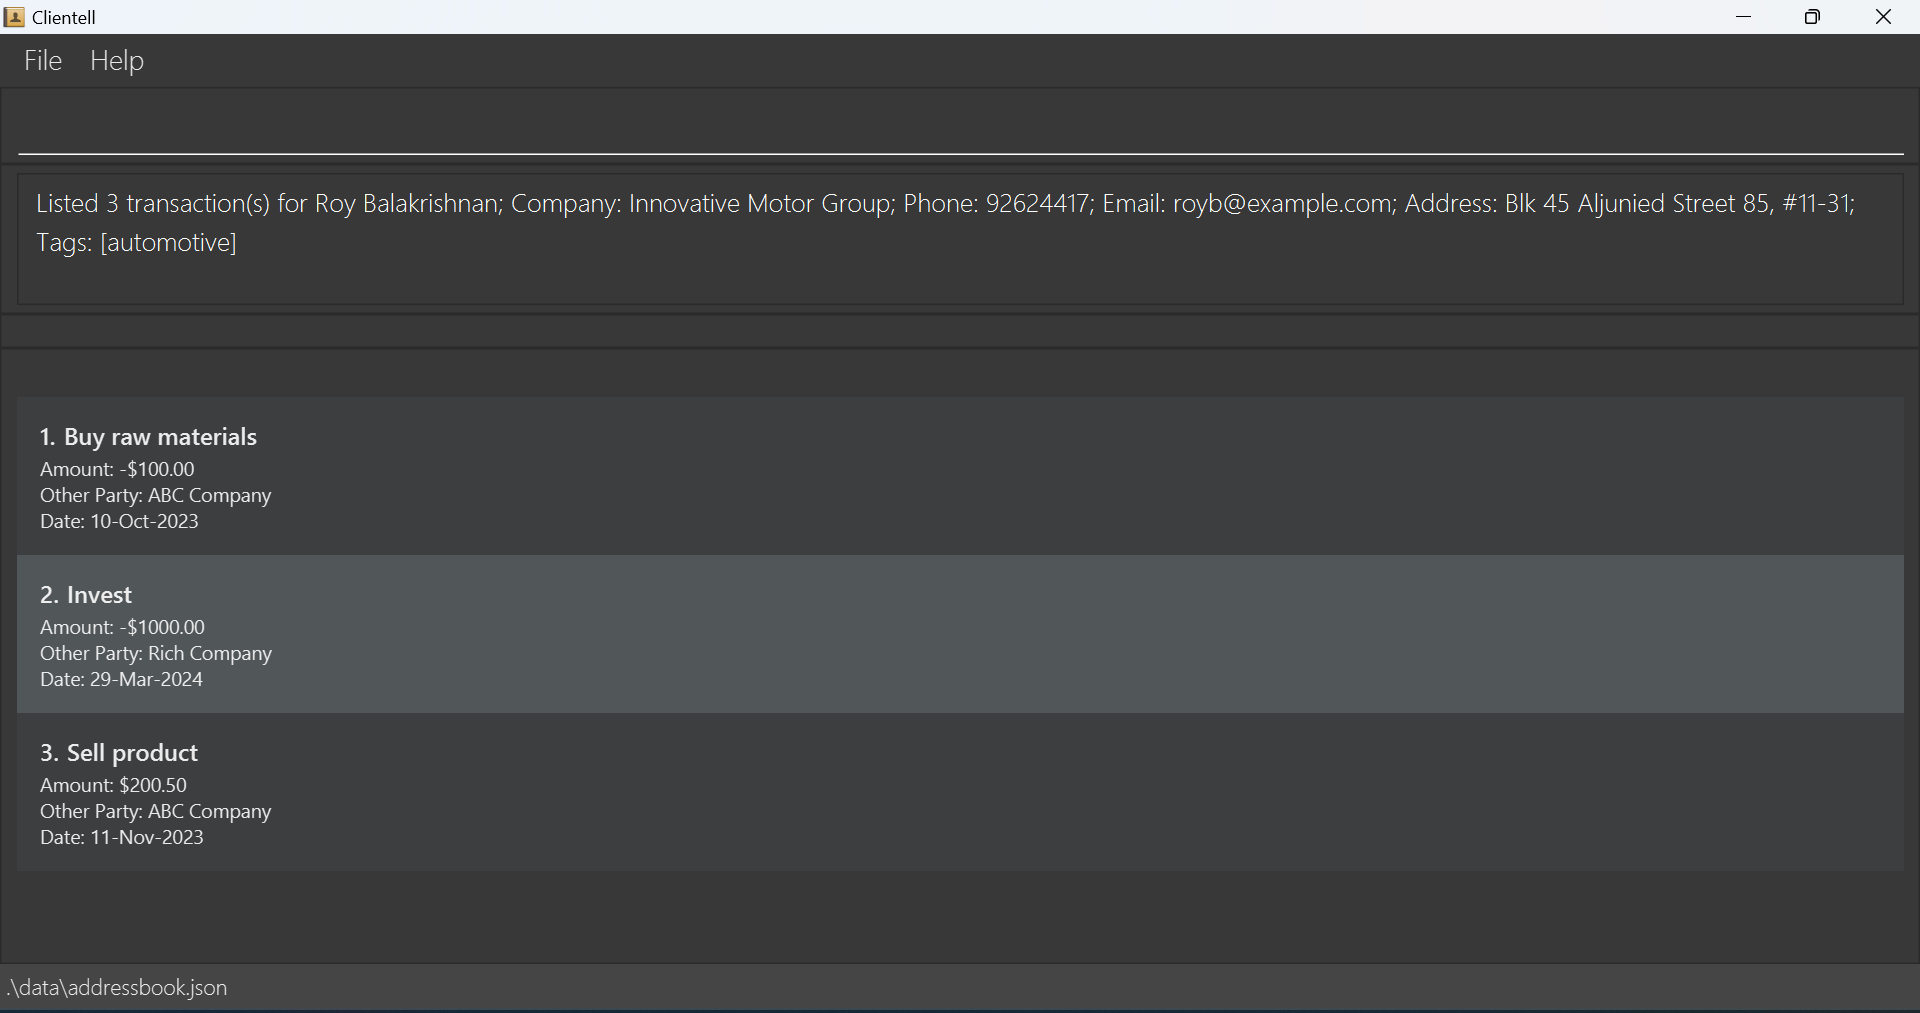 Clientell
File Help
Listed 3 transaction(s) for Roy Balakrishnan; Company: Innovative Motor Group; Phone: 92624417; Email: royb@example.com; Address: Blk 45 Aljunied Street 85, #11-31;
Tags: [automotive]
1. Buy raw materials
Amount: -$100.00
Other Party: ABC Company
Date: 10-Oct-2023
2. Invest
Amount: -$1000.00
Other Party: Rich Company
Date: 29-Mar-2024
3. Sell product
Amount: $200.50
Other Party: ABC Company
Date: 11-Nov-2023
.\data\addressbook.json